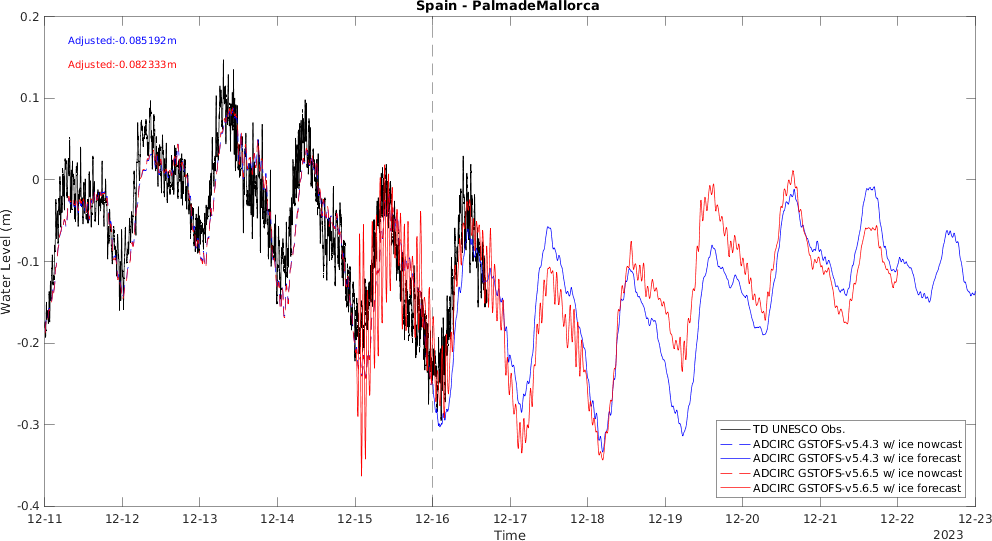 Spain - PalmadeMallorca
Adjusted:-0.085192m
Adjusted:-0.082333m
0.2
0.1
0
-0.1
-0.2
-0.3
-0.4
Water Level (m)
TD UNESCO Obs.
ADCIRC GSTOFS-v5.4.3 w/ ice nowcast
ADCIRC GSTOFS-v5.4.3 w/ ice forecast
ADCIRC GSTOFS-v5.6.5 w/ ice nowcast
ADCIRC GSTOFS-v5.6.5 w/ ice forecast
12-11 12-12 12-13 12-14 12-15 12-16 12-17 12-18 12-19 12-20 12-21 12-22 12-23
Time
2023